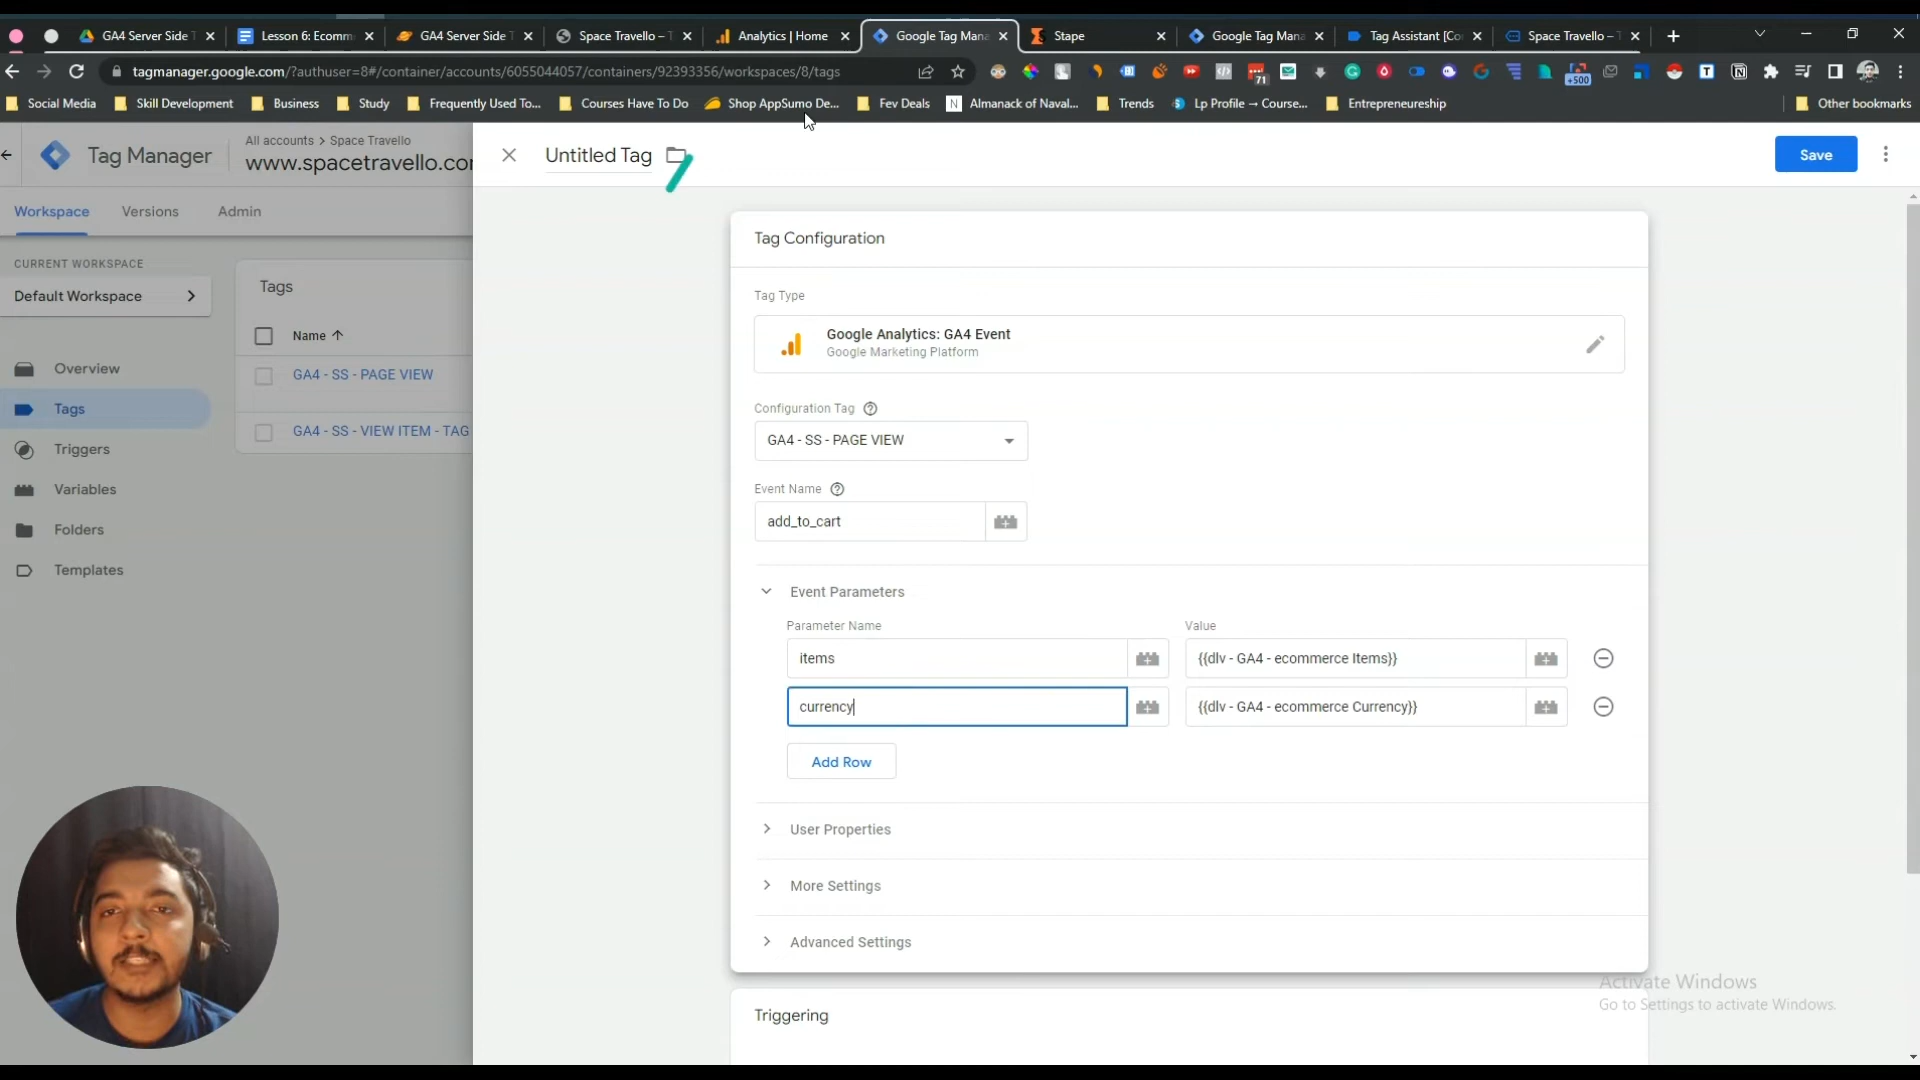 GA4 Server Side T
Lesson 6: Ecomm
GA4 Server Side T
Space Travello – T
Analytics | Home
Google Tag Mana
Stape
Google Tag Mana
Tag Assistant [Co
Space Travello – T
tagmanager.google.com/?authuser=8#/container/accounts/6055044057/containers/92393356/workspaces/8/tags
71
+500
Social Media
Skill Development
Business
Study
Frequently Used To...
Courses Have To Do
Shop AppSumo De...
Fev Deals
Almanack of Naval...
Trends
Lp Profile → Course...
Entrepreneurship
Other bookmarks
Tag Manager
All accounts > Space Travello
www.spacetravello.com
Untitled Tag
Save
Workspace
Versions
Admin
CURRENT WORKSPACE
Default Workspace
Overview
Tags
Triggers
Variables
Folders
Templates
Tags
Name
GA4 - SS - PAGE VIEW
GA4 - SS - VIEW ITEM - TAG
Tag Configuration
Tag Type
Google Analytics: GA4 Event
Google Marketing Platform
Configuration Tag
GA4 - SS - PAGE VIEW
Event Name
add_to_cart
Event Parameters
Parameter Name
Value
items
{{dlv - GA4 - ecommerce Items}}
currency
{{dlv - GA4 - ecommerce Currency}}
Add Row
User Properties
More Settings
Advanced Settings
Triggering
Activate Windows
Go to Settings to activate Windows.